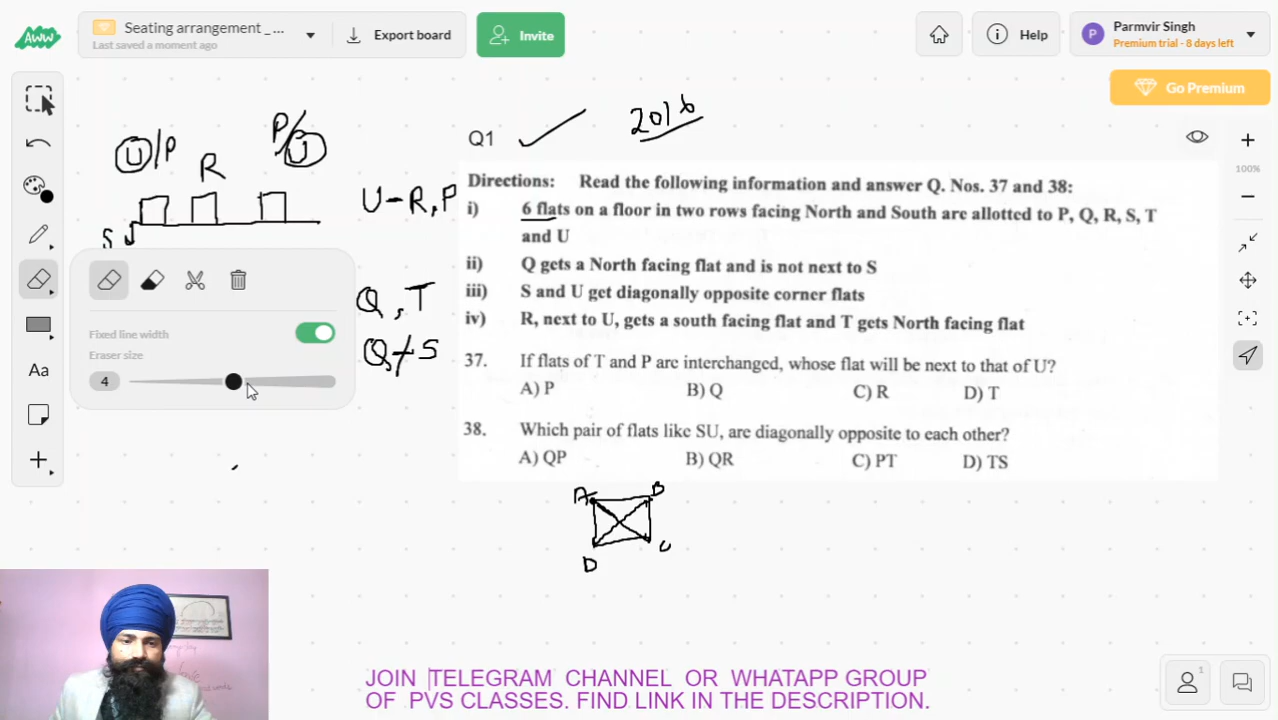 AWW
Seating arrangement _ ...
Last saved a moment ago
Export board
Invite
Help
P
Parmvir Singh
Premium trial - 8 days left
Go Premium
100%
Q1
2016
U/P
R
P/U
U - R, P
S
Q, T
Q ≠ S
Directions: Read the following information and answer Q. Nos. 37 and 38:
i) 6 flats on a floor in two rows facing North and South are allotted to P, Q, R, S, T
and U
ii) Q gets a North facing flat and is not next to S
iii) S and U get diagonally opposite corner flats
iv) R, next to U, gets a south facing flat and T gets North facing flat
37. If flats of T and P are interchanged, whose flat will be next to that of U?
A) P B) Q C) R D) T
38. Which pair of flats like SU, are diagonally opposite to each other?
A) QP B) QR C) PT D) TS
A B
D C
Fixed line width
Eraser size
4
Aa
1
JOIN TELEGRAM CHANNEL OR WHATAPP GROUP
OF PVS CLASSES. FIND LINK IN THE DESCRIPTION.